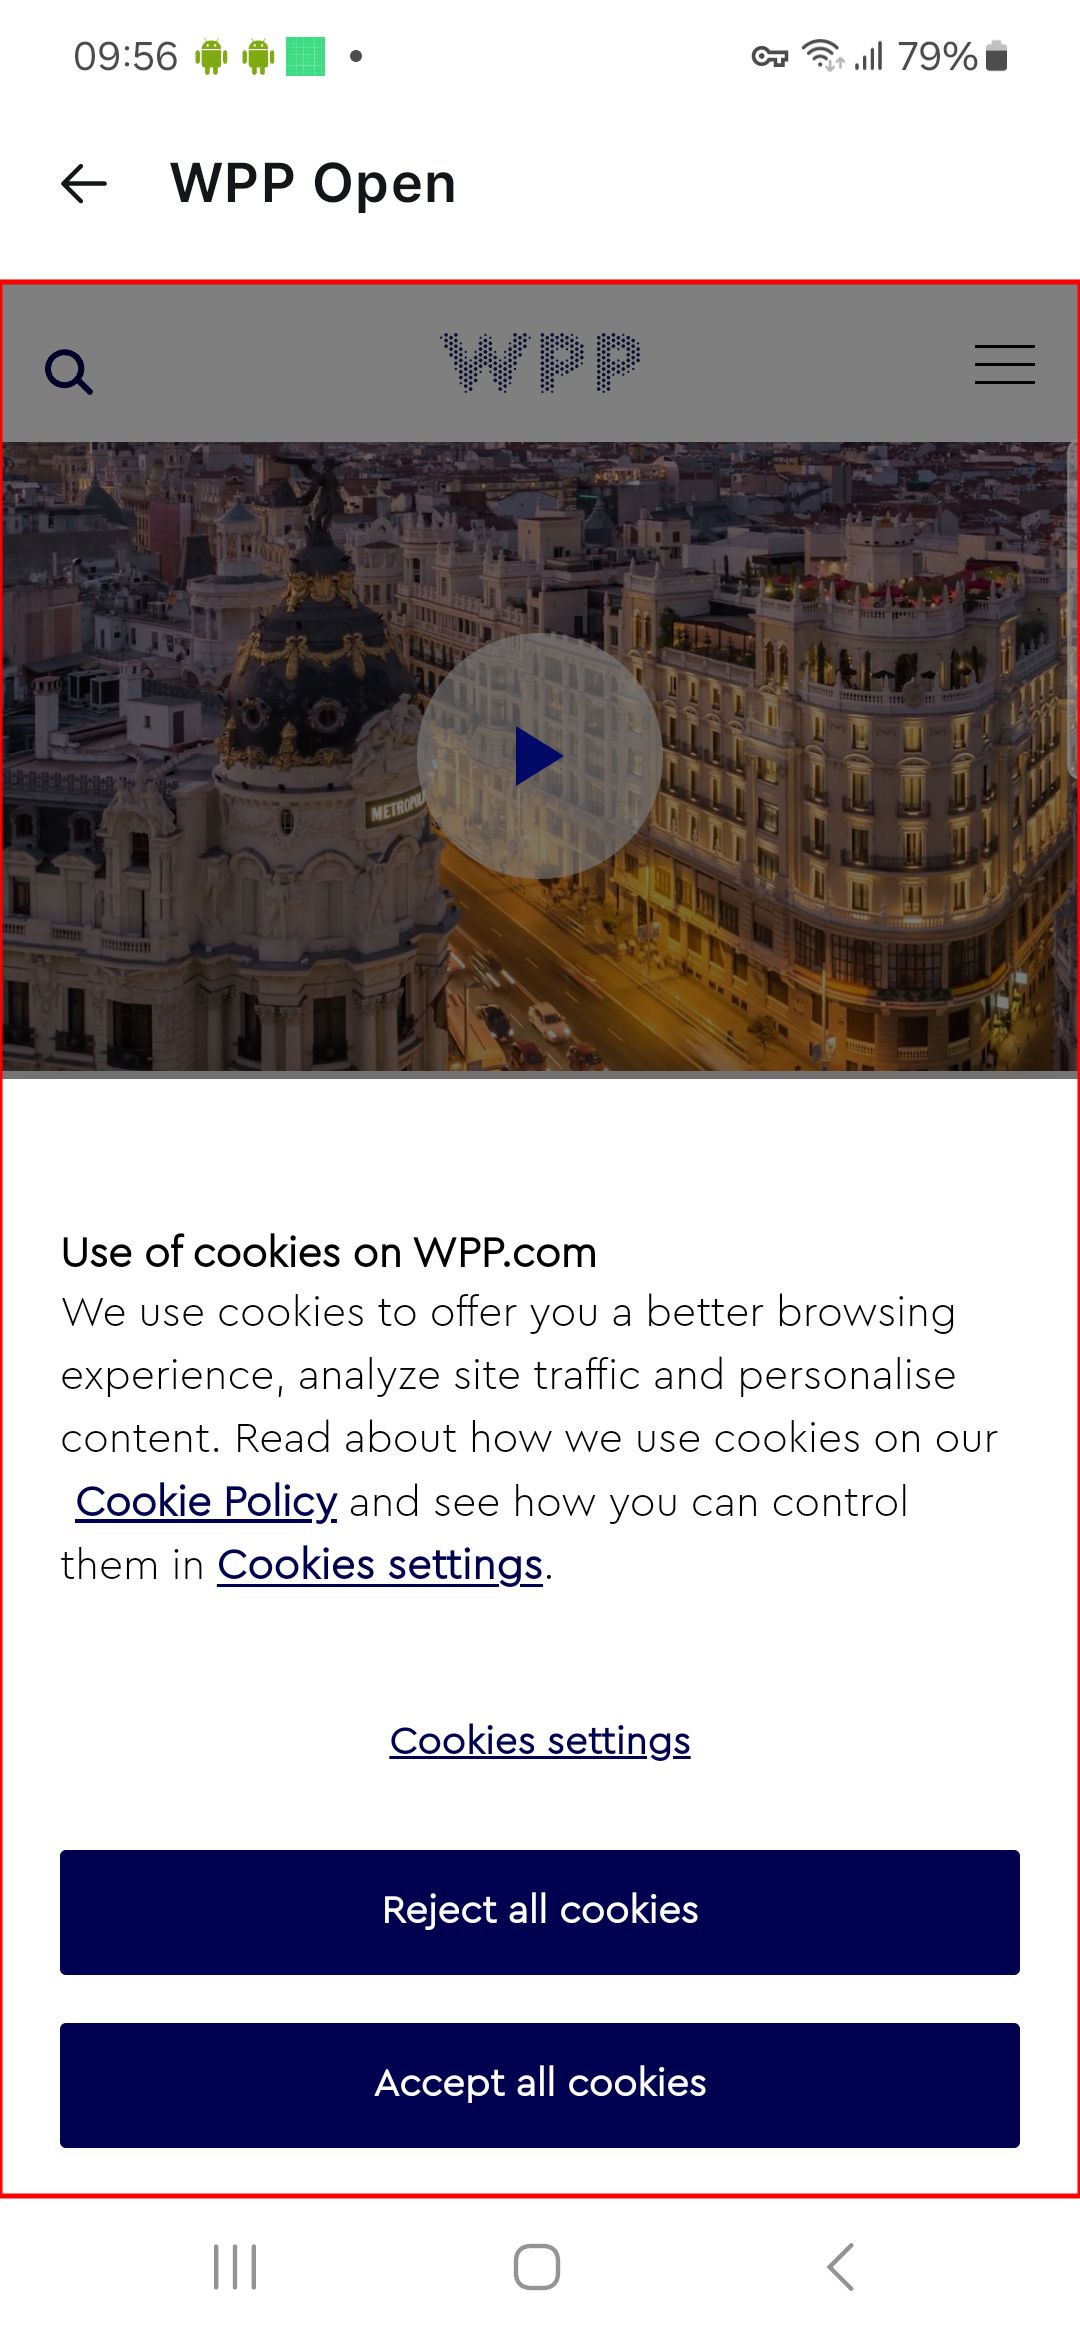 09:56
79%
WPP Open
WPP
METROPOL
Use of cookies on WPP.com
We use cookies to offer you a better browsing
experience, analyze site traffic and personalise
content. Read about how we use cookies on our
Cookie Policy and see how you can control
them in Cookies settings.
Cookies settings
Reject all cookies
Accept all cookies